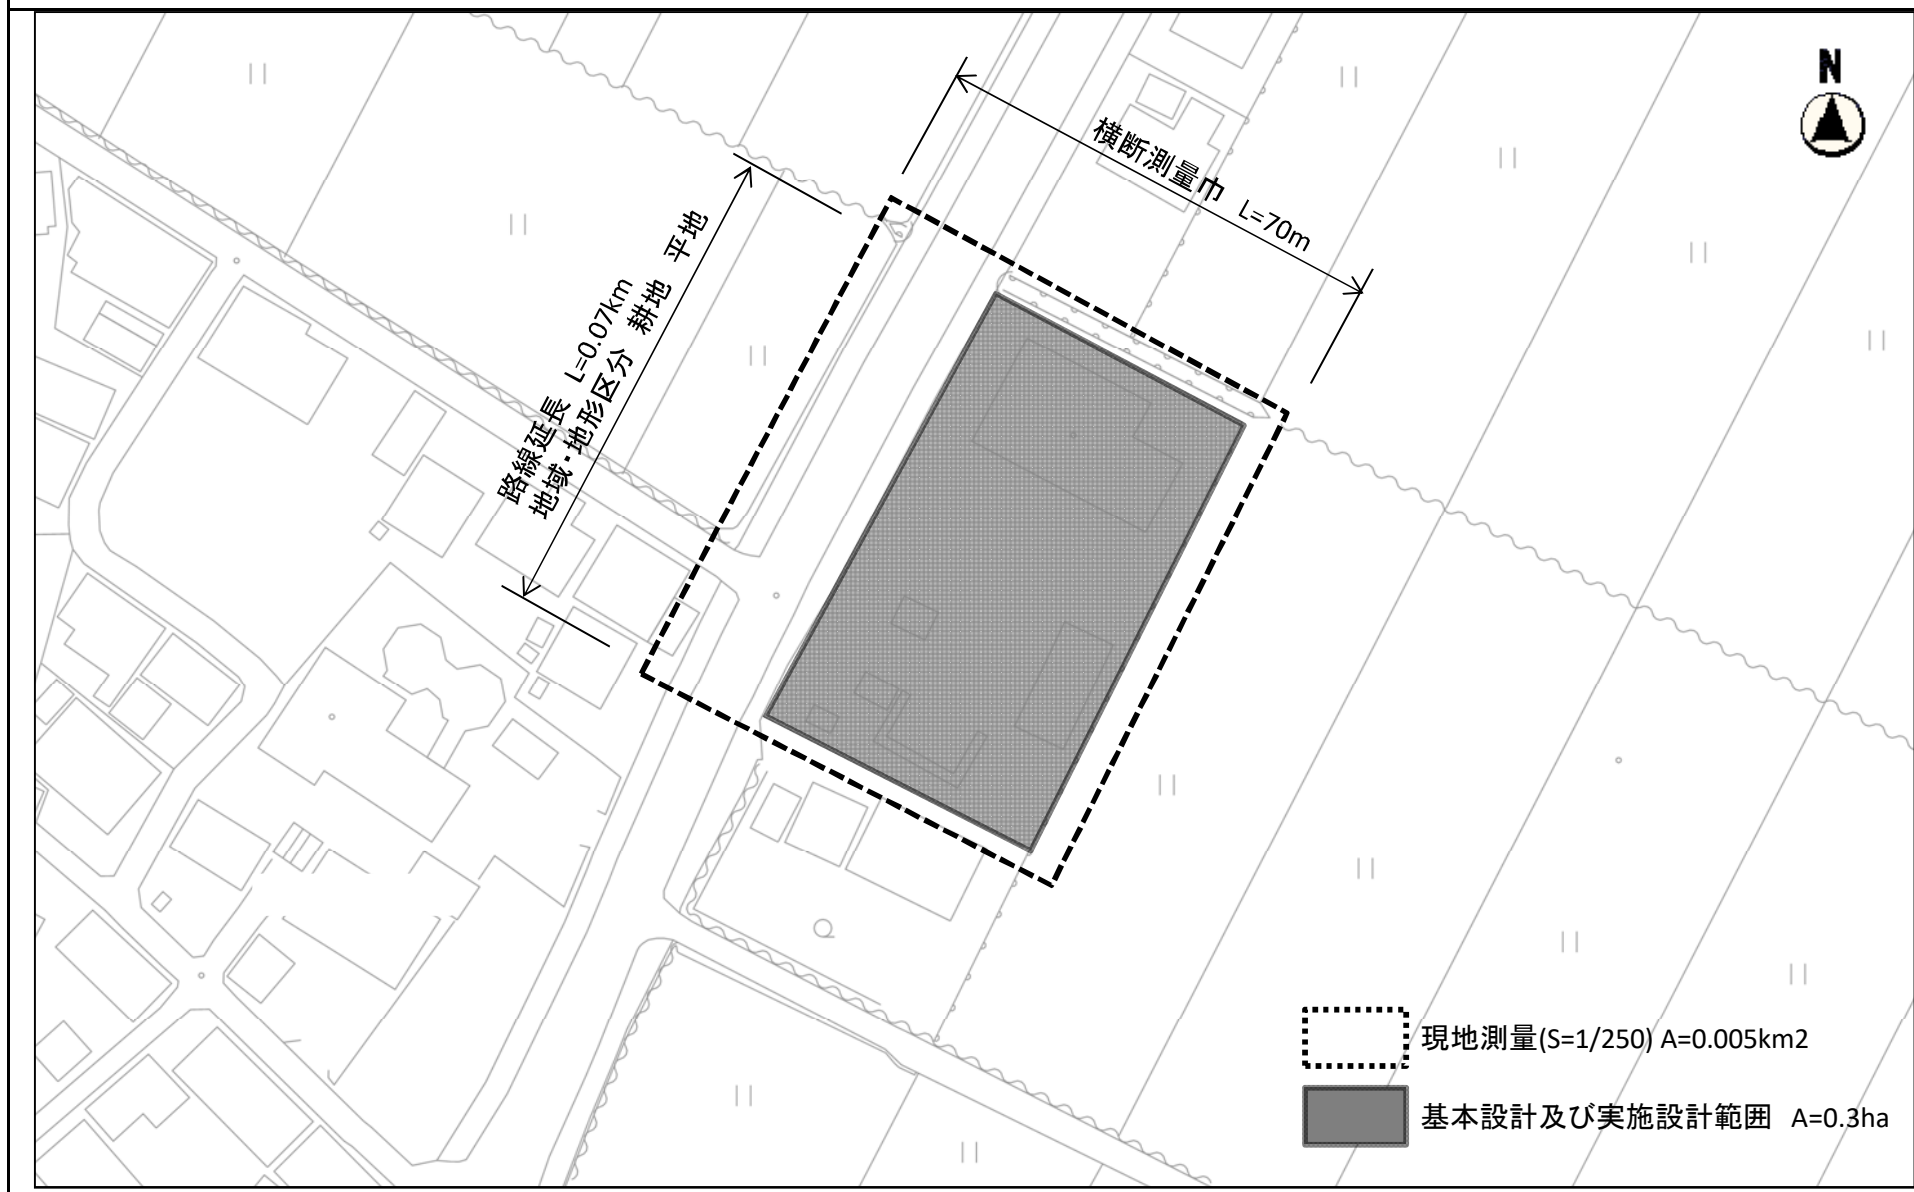 N
横断測量巾 L=70m
路線延長 L=0.07km
地域・地形区分 耕地 平地
現地測量(S=1/250) A=0.005km2
基本設計及び実施設計範囲 A=0.3ha